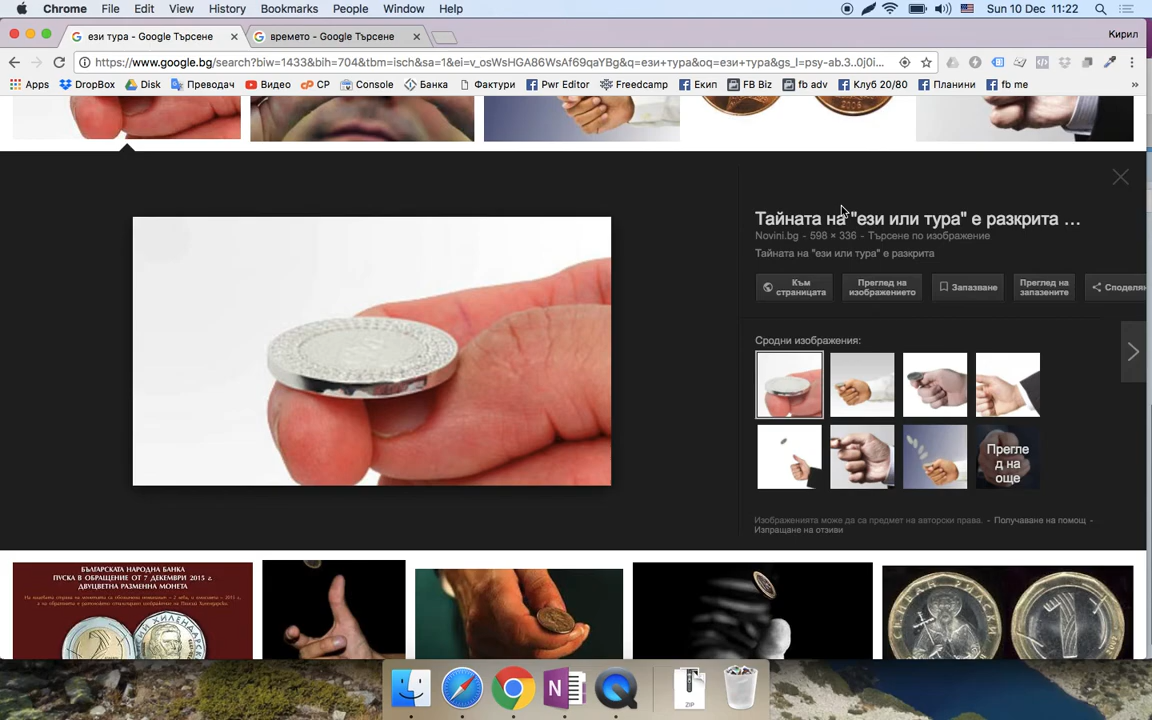 Chrome File Edit View History Bookmarks People Window Help Sun 10 Dec 11:22
ези тура - Google Търсене времето - Google Търсене Кирил
https://www.google.bg/search?biw=1433&bih=704&tbm=isch&sa=1&ei=v_osWsHGA86WsAf69qaYBg&q=ези+тура&oq=ези+тура&gs_l=psy-ab.3..0j0i...
Apps DropBox Disk Преводач Видео CP Console Банка Фактури Pwr Editor Freedcamp Екип FB Biz fb adv Клуб 20/80 Планини fb me »
2006
Тайната на "ези или тура" е разкрита ...
Novini.bg - 598 × 336 - Търсене по изображение
Тайната на "ези или тура" е разкрита
Към страницата
Преглед на изображението
Запазване
Преглед на запазените
Споделян
Сродни изображения:
Прегле
д на
още
Изображенията може да са предмет на авторски права. - Получаване на помощ -
Изпращане на отзиви
БЪЛГАРСКАТА НАРОДНА БАНКА
ПУСКА В ОБРАЩЕНИЕ ОТ 7 ДЕКЕМВРИ 2015 г.
ДВУЦВЕТНА РАЗМЕННА МОНЕТА
ZIP